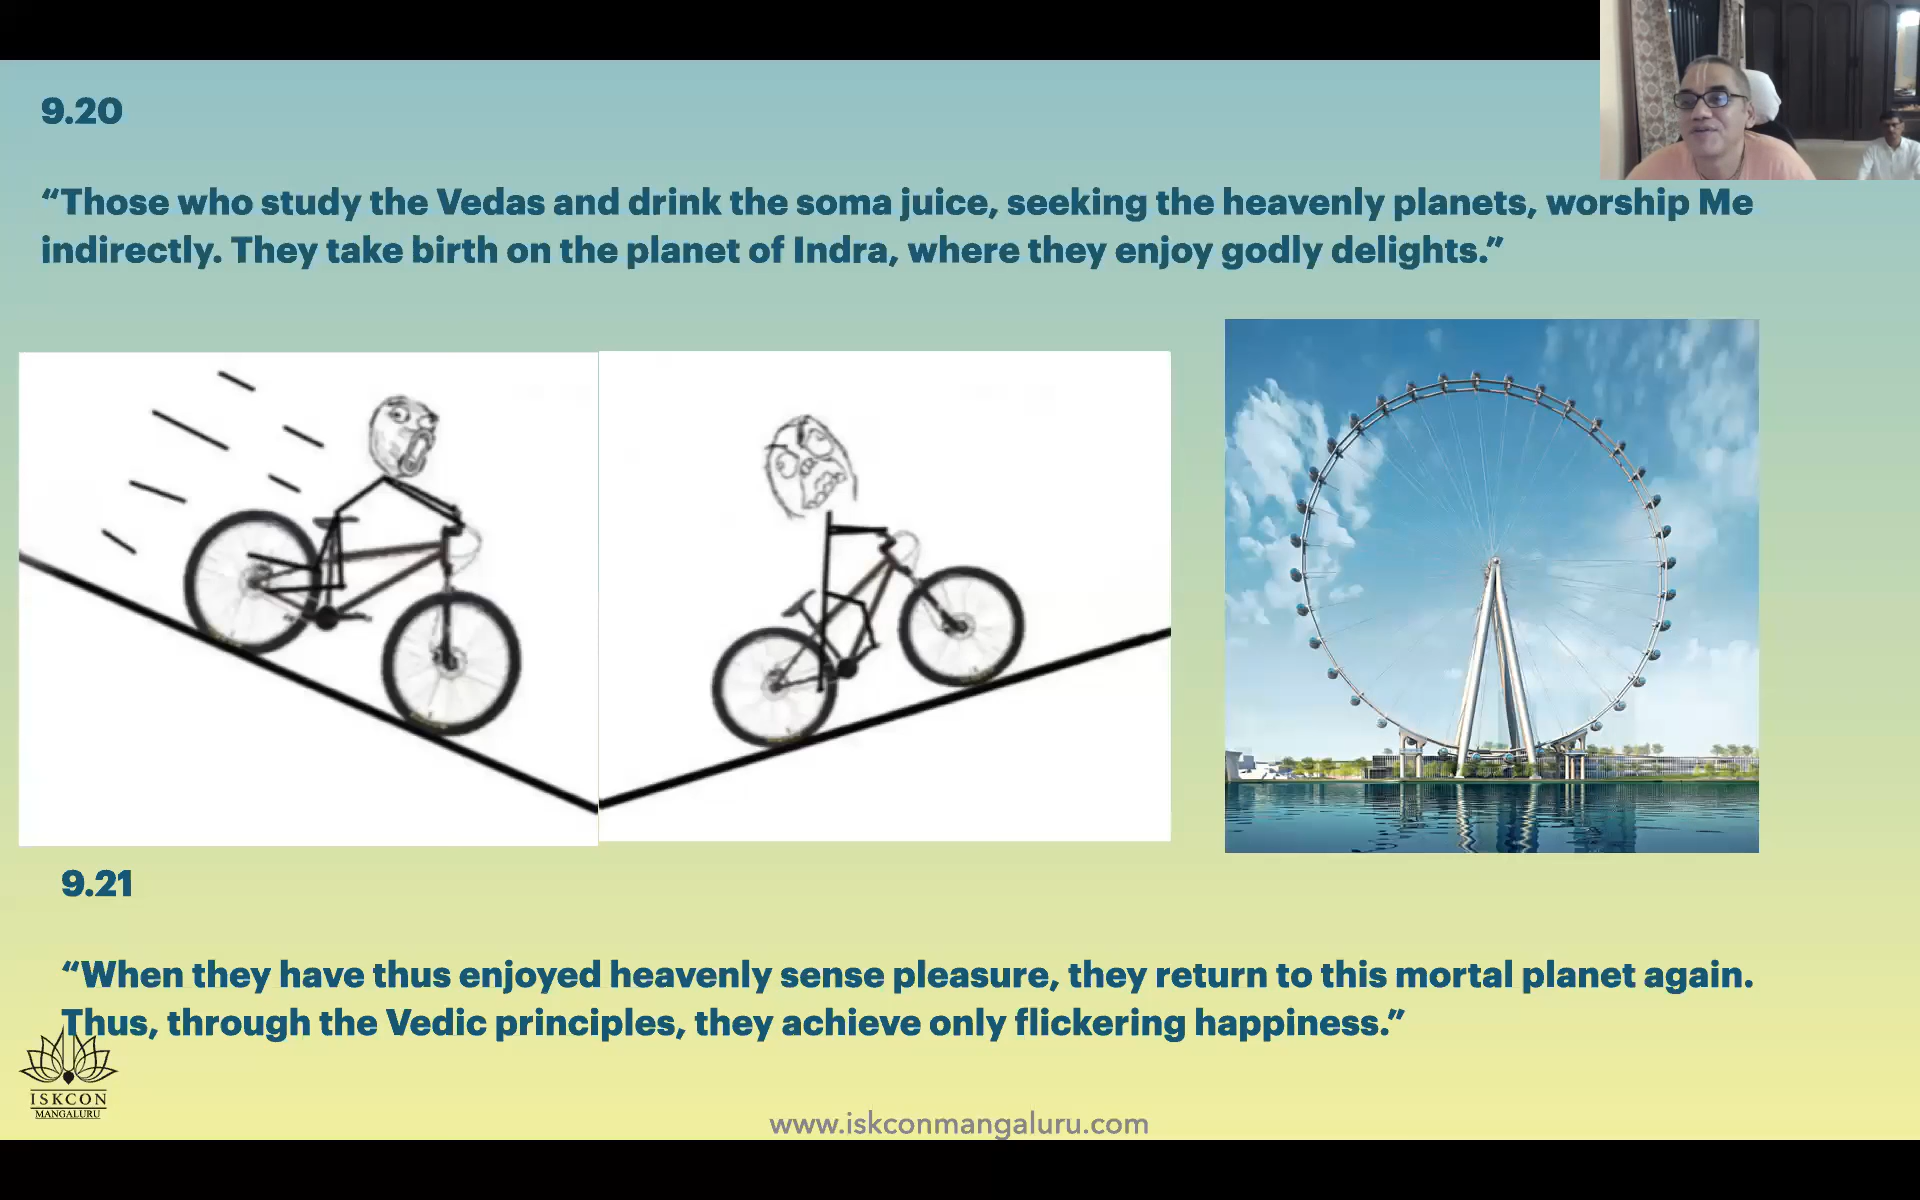 9.20
“Those who study the Vedas and drink the soma juice, seeking the heavenly planets, worship Me
indirectly. They take birth on the planet of Indra, where they enjoy godly delights.”
9.21
“When they have thus enjoyed heavenly sense pleasure, they return to this mortal planet again.
Thus, through the Vedic principles, they achieve only flickering happiness.”
ISKCON
MANGALURU
www.iskconmangaluru.com